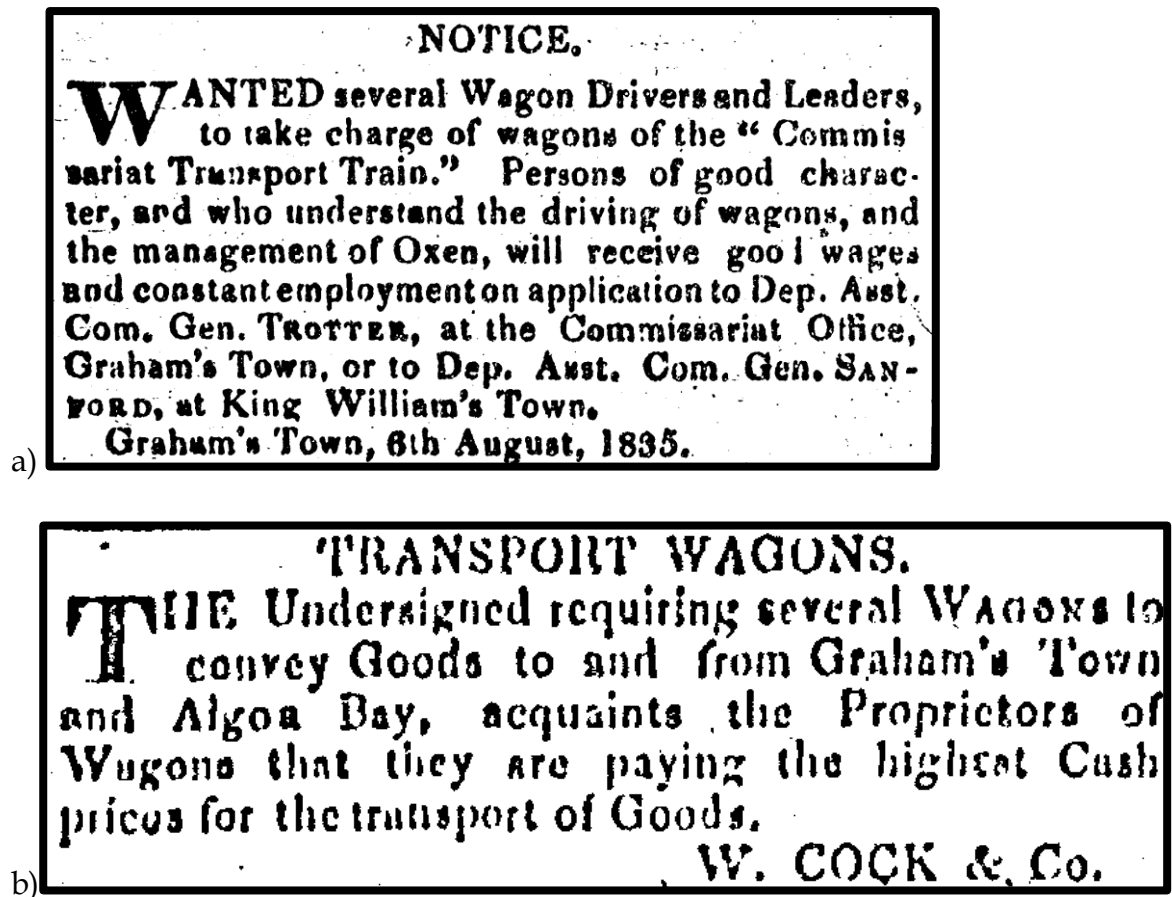 a)
NOTICE.
WANTED several Wagon Drivers and Leaders,
to take charge of wagons of the “ Commis
sariat Transport Train.” Persons of good charac-
ter, and who understand the driving of wagons, and
the management of Oxen, will receive goo l wages
and constant employment on application to Dep. Asst.
Com. Gen. TROTTER, at the Commissariat Office,
Graham's Town, or to Dep. Asst. Com. Gen. SAN-
FORD, at King William's Town.
Graham's Town, 6th August, 1835.
b)
TRANSPORT WAGONS.
THE Undersigned requiring several WAGONS to
convey Goods to and from Graham's Town
and Algoa Bay, acquaints the Proprietors of
Wagons that they are paying the highest Cash
prices for the transport of Goods.
W. COCK & Co.